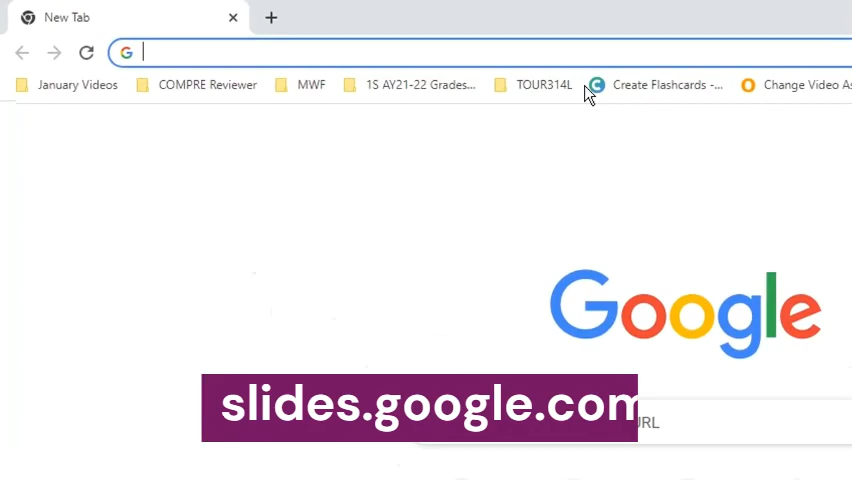 New Tab
January Videos COMPRE Reviewer MWF 1S AY21-22 Grades... TOUR314L Create Flashcards -... Change Video As
Google
slides.google.com
URL